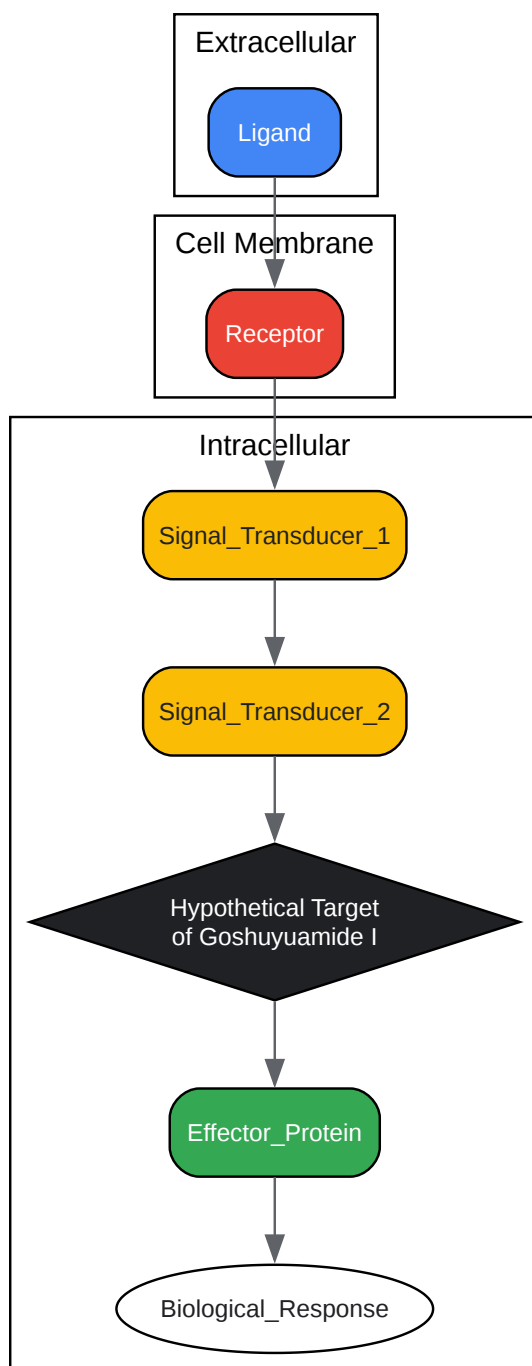 Extracellular
Ligand
Cell Membrane
Receptor
Intracellular
Signal_Transducer_1
Signal_Transducer_2
Hypothetical Target
of Goshuyuamide I
Effector_Protein
Biological_Response